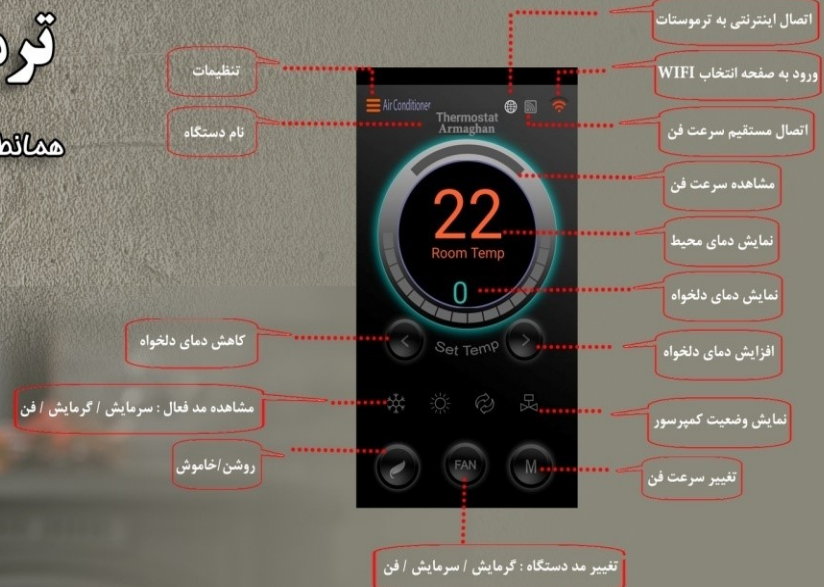 اتصال اینترنتی به ترموستات
ورود به صفحه انتخاب WIFI
اتصال مستقیم سرعت فن
مشاهده سرعت فن
نمایش دمای محیط
نمایش دمای دلخواه
افزایش دمای دلخواه
نمایش وضعیت کمپرسور
تغییر سرعت فن
تنظیمات
نام دستگاه
کاهش دمای دلخواه
مشاهده مد فعال : سرمایش / گرمایش / فن
روشن/خاموش
تغییر مد دستگاه : گرمایش / سرمایش / فن
Air Conditioner
Thermostat
Armaghan
22
Room Temp
0
Set Temp
FAN
M